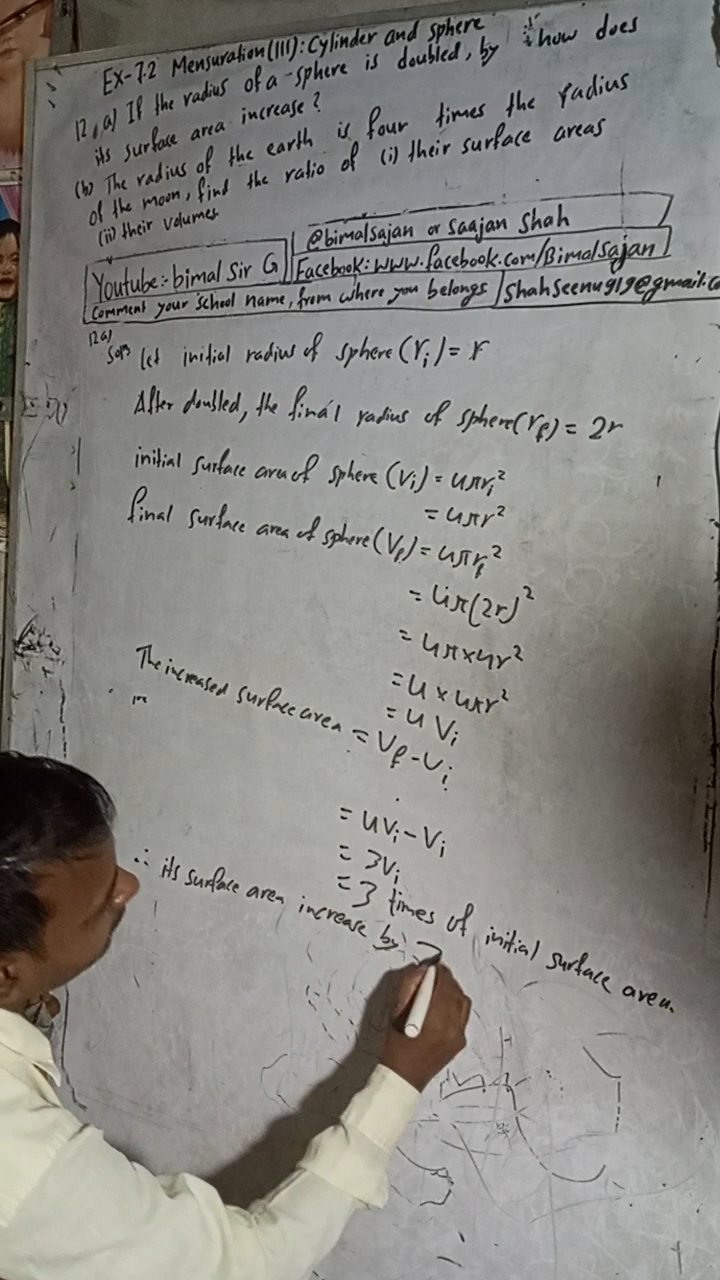 Ex-7.2 Mensuration(III): Cylinder and sphere
12. a) If the radius of a sphere is doubled, by how does
its surface area increase?
(b) The radius of the earth is four times the radius
of the moon, find the ratio of (i) their surface areas
(ii) their volumes.
@bimalsajan or saajan shah
Youtube:- bimal Sir G
Facebook: www.facebook.com/Bimalsajan
Comment your school name, from where you belongs
shahseenu919@gmail.co
12a)
Soln let initial radius of sphere (ri) = r
After doubled, the final radius of sphere (rf) = 2r
initial surface area of sphere (Vi) = 4πri²
= 4πr²
final surface area of sphere (Vf) = 4πrf²
= 4π(2r)²
= 4π×4r²
= 4×4πr²
= 4 Vi
The increased surface area = Vf - Vi
= 4Vi - Vi
= 3Vi
= 3 times of initial surface area.
∴ its surface area increase by